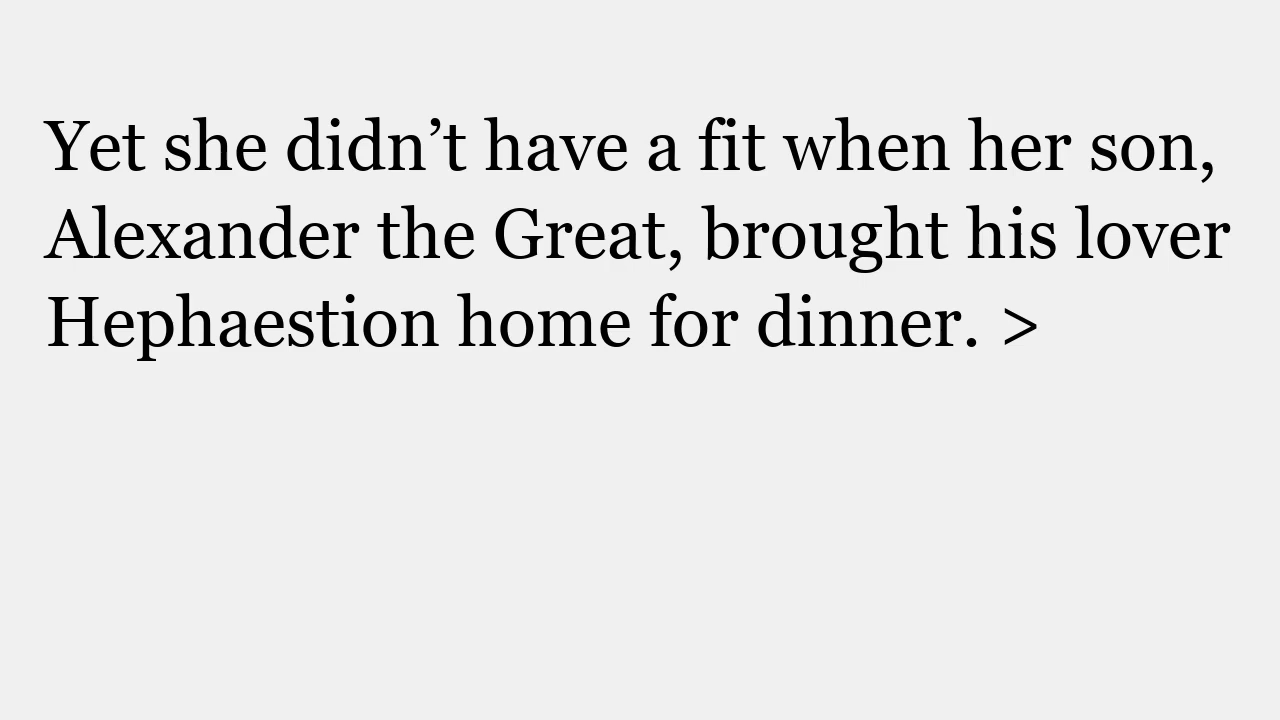 Yet she didn’t have a fit when her son,
Alexander the Great, brought his lover
Hephaestion home for dinner. >